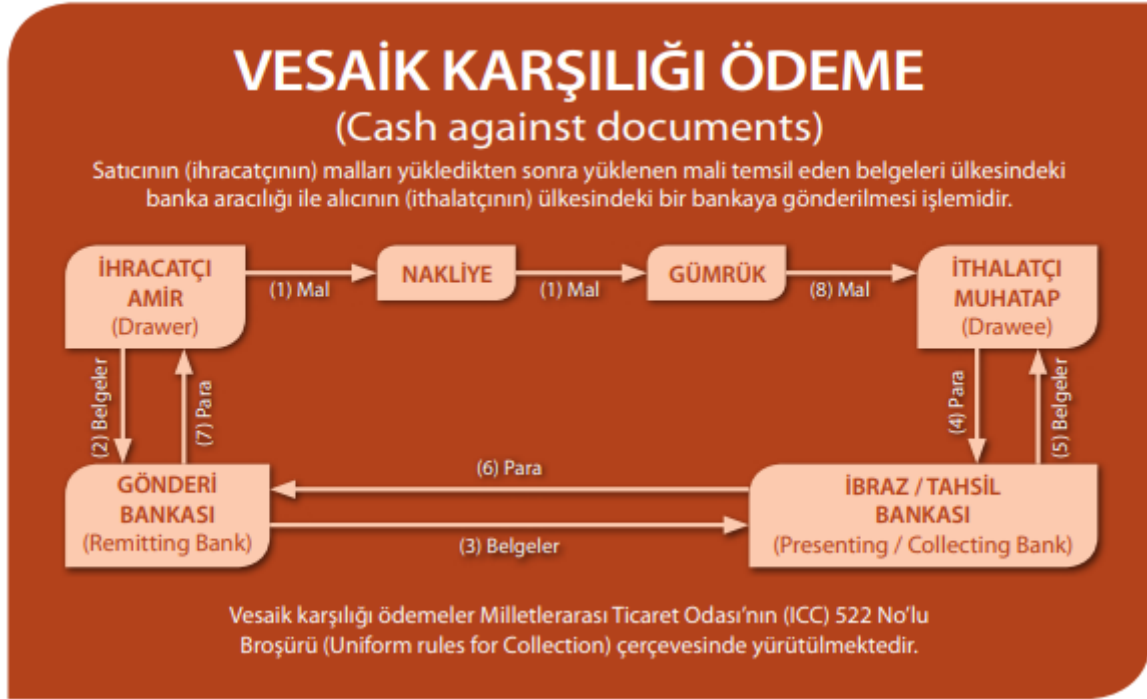 VESAİK KARŞILIĞI ÖDEME
(Cash against documents)
Satıcının (ihracatçının) malları yükledikten sonra yüklenen mali temsil eden belgeleri ülkesindeki
banka aracılığı ile alıcının (ithalatçının) ülkesindeki bir bankaya gönderilmesi işlemidir.
İHRACATÇI
AMİR
(Drawer)
(1) Mal
NAKLİYE
(1) Mal
GÜMRÜK
(8) Mal
İTHALATÇI
MUHATAP
(Drawee)
(2) Belgeler
(7) Para
(4) Para
(5) Belgeler
GÖNDERİ
BANKASI
(Remitting Bank)
(6) Para
(3) Belgeler
İBRAZ / TAHSİL
BANKASI
(Presenting / Collecting Bank)
Vesaik karşılığı ödemeler Milletlerarası Ticaret Odası'nın (ICC) 522 No'lu
Broşürü (Uniform rules for Collection) çerçevesinde yürütülmektedir.